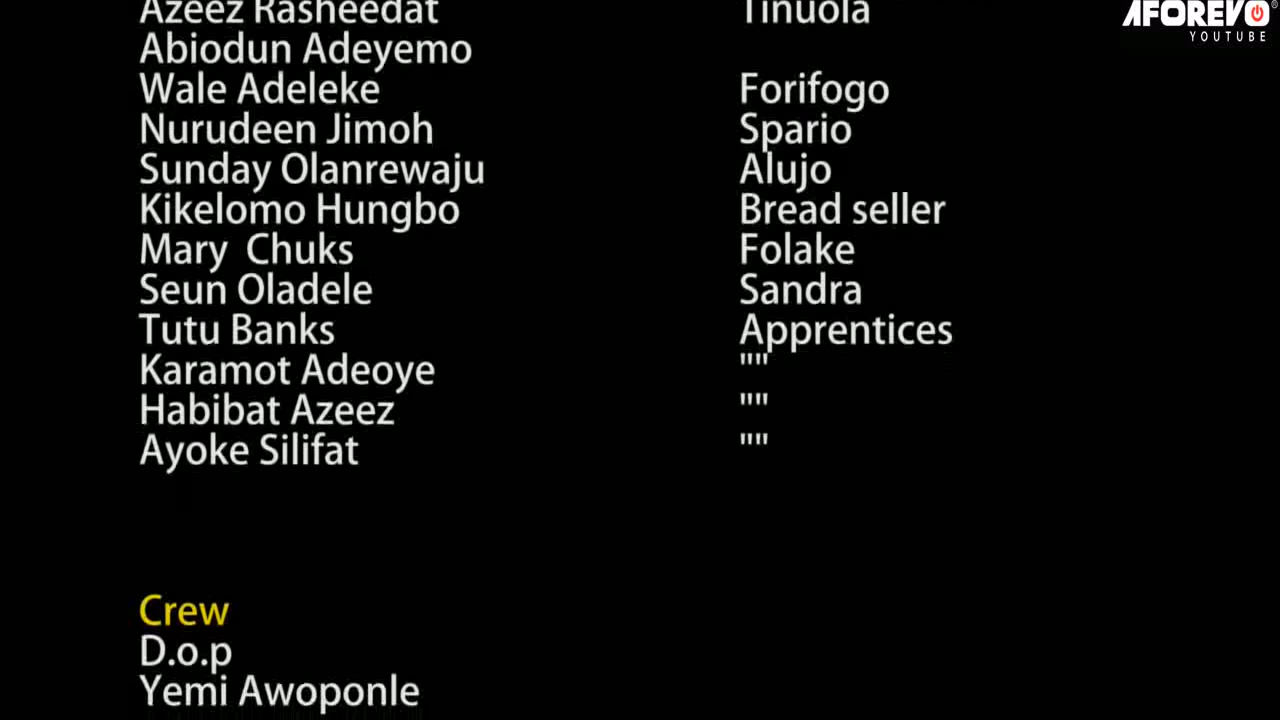 AFOREVO
YOUTUBE
Azeez Rasheedat Tinuola
Abiodun Adeyemo
Wale Adeleke Forifogo
Nurudeen Jimoh Spario
Sunday Olanrewaju Alujo
Kikelomo Hungbo Bread seller
Mary Chuks Folake
Seun Oladele Sandra
Tutu Banks Apprentices
Karamot Adeoye ""
Habibat Azeez ""
Ayoke Silifat ""
Crew
D.o.p
Yemi Awoponle